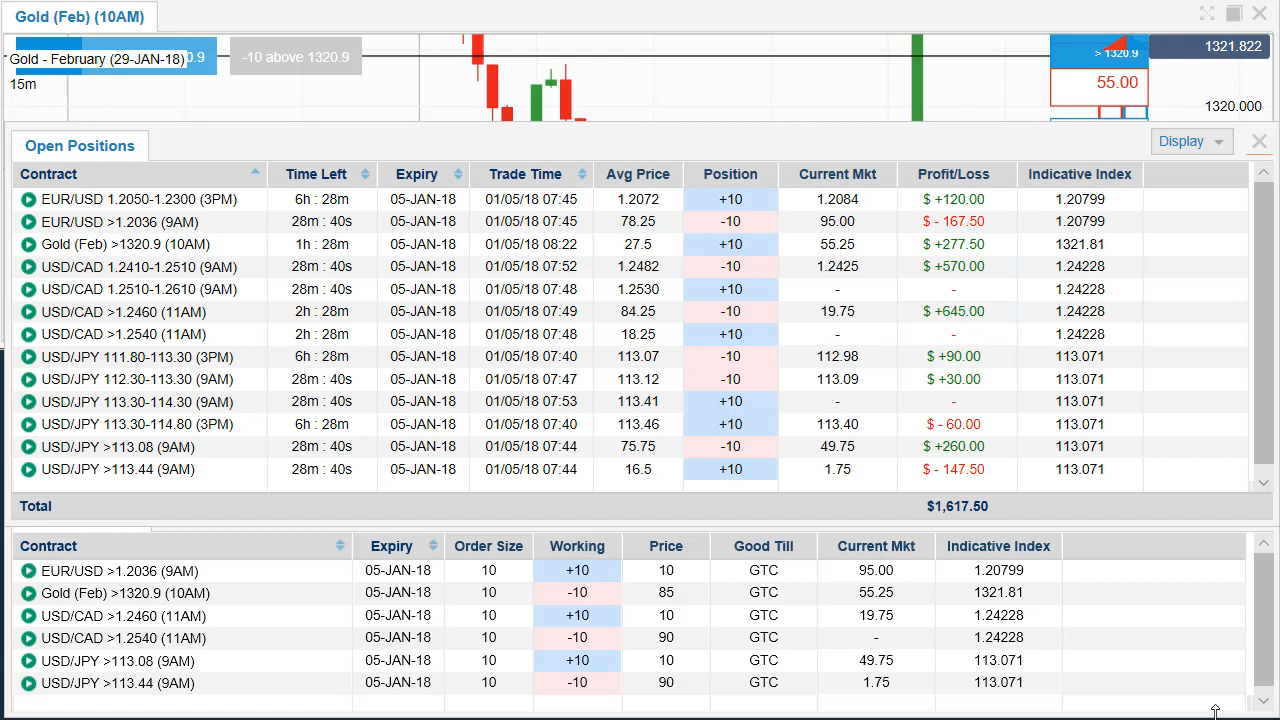 Gold (Feb) (10AM)
Gold - February (29-JAN-18) 0.9 -10 above 1320.9 > 1320.9 1321.822
15m 55.00
1320.000
Open Positions Display
Contract Time Left Expiry Trade Time Avg Price Position Current Mkt Profit/Loss Indicative Index
EUR/USD 1.2050-1.2300 (3PM) 6h : 28m 05-JAN-18 01/05/18 07:45 1.2072 +10 1.2084 $ +120.00 1.20799
EUR/USD >1.2036 (9AM) 28m : 40s 05-JAN-18 01/05/18 07:45 78.25 -10 95.00 $ - 167.50 1.20799
Gold (Feb) >1320.9 (10AM) 1h : 28m 05-JAN-18 01/05/18 08:22 27.5 +10 55.25 $ +277.50 1321.81
USD/CAD 1.2410-1.2510 (9AM) 28m : 40s 05-JAN-18 01/05/18 07:52 1.2482 -10 1.2425 $ +570.00 1.24228
USD/CAD 1.2510-1.2610 (9AM) 28m : 40s 05-JAN-18 01/05/18 07:48 1.2530 +10 - - 1.24228
USD/CAD >1.2460 (11AM) 2h : 28m 05-JAN-18 01/05/18 07:49 84.25 -10 19.75 $ +645.00 1.24228
USD/CAD >1.2540 (11AM) 2h : 28m 05-JAN-18 01/05/18 07:48 18.25 +10 - - 1.24228
USD/JPY 111.80-113.30 (3PM) 6h : 28m 05-JAN-18 01/05/18 07:40 113.07 -10 112.98 $ +90.00 113.071
USD/JPY 112.30-113.30 (9AM) 28m : 40s 05-JAN-18 01/05/18 07:47 113.12 -10 113.09 $ +30.00 113.071
USD/JPY 113.30-114.30 (9AM) 28m : 40s 05-JAN-18 01/05/18 07:53 113.41 +10 - - 113.071
USD/JPY 113.30-114.80 (3PM) 6h : 28m 05-JAN-18 01/05/18 07:40 113.46 +10 113.40 $ - 60.00 113.071
USD/JPY >113.08 (9AM) 28m : 40s 05-JAN-18 01/05/18 07:44 75.75 -10 49.75 $ +260.00 113.071
USD/JPY >113.44 (9AM) 28m : 40s 05-JAN-18 01/05/18 07:44 16.5 +10 1.75 $ - 147.50 113.071
Total $1,617.50
Contract Expiry Order Size Working Price Good Till Current Mkt Indicative Index
EUR/USD >1.2036 (9AM) 05-JAN-18 10 +10 10 GTC 95.00 1.20799
Gold (Feb) >1320.9 (10AM) 05-JAN-18 10 -10 85 GTC 55.25 1321.81
USD/CAD >1.2460 (11AM) 05-JAN-18 10 +10 10 GTC 19.75 1.24228
USD/CAD >1.2540 (11AM) 05-JAN-18 10 -10 90 GTC - 1.24228
USD/JPY >113.08 (9AM) 05-JAN-18 10 +10 10 GTC 49.75 113.071
USD/JPY >113.44 (9AM) 05-JAN-18 10 -10 90 GTC 1.75 113.071